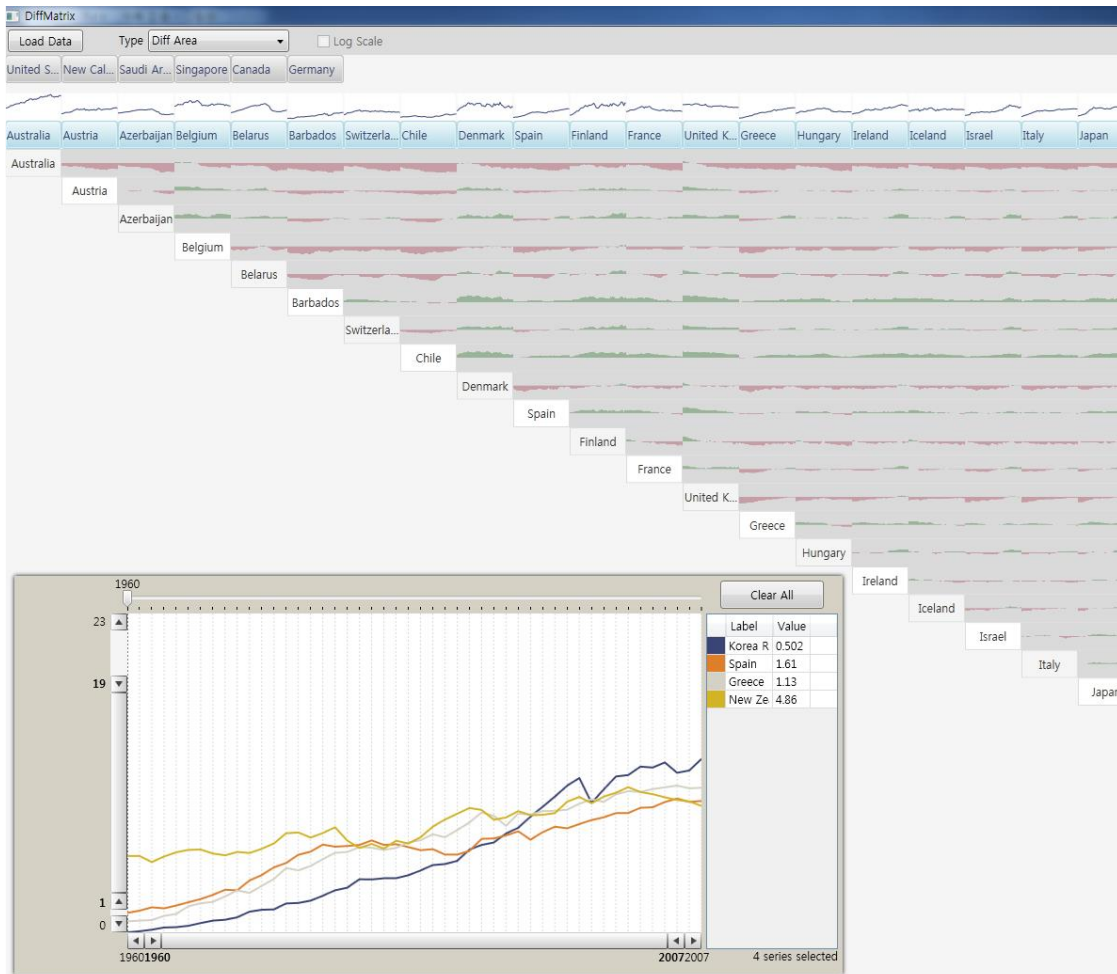 DiffMatrix
Load Data Type Diff Area Log Scale
United S... New Cal... Saudi Ar... Singapore Canada Germany
Australia Austria Azerbaijan Belgium Belarus Barbados Switzerla... Chile Denmark Spain Finland France United K... Greece Hungary Ireland Iceland Israel Italy Japan
Australia
Austria
Azerbaijan
Belgium
Belarus
Barbados
Switzerla...
Chile
Denmark
Spain
Finland
France
United K...
Greece
Hungary
Ireland
Iceland
Israel
Italy
Japan
1960
Clear All
23
19
1
0
Label Value
Korea R 0.502
Spain 1.61
Greece 1.13
New Ze 4.86
19601960 20072007 4 series selected